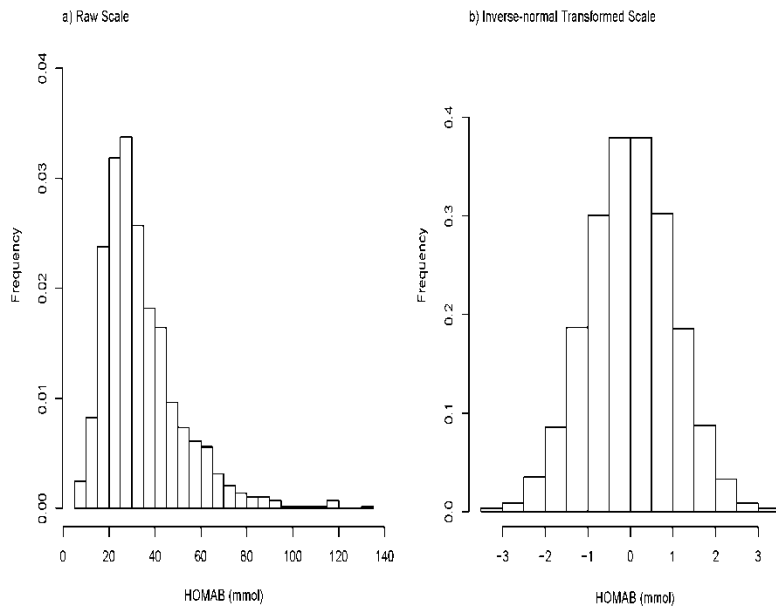 a) Raw Scale
0.04
0.03
0.02
0.01
0.00
Frequency
0 20 40 60 80 100 120 140
HOMAB (mmol)
b) Inverse-normal Transformed Scale
0.4
0.3
0.2
0.1
0.0
Frequency
−3 −2 −1 0 1 2 3
HOMAB (mmol)